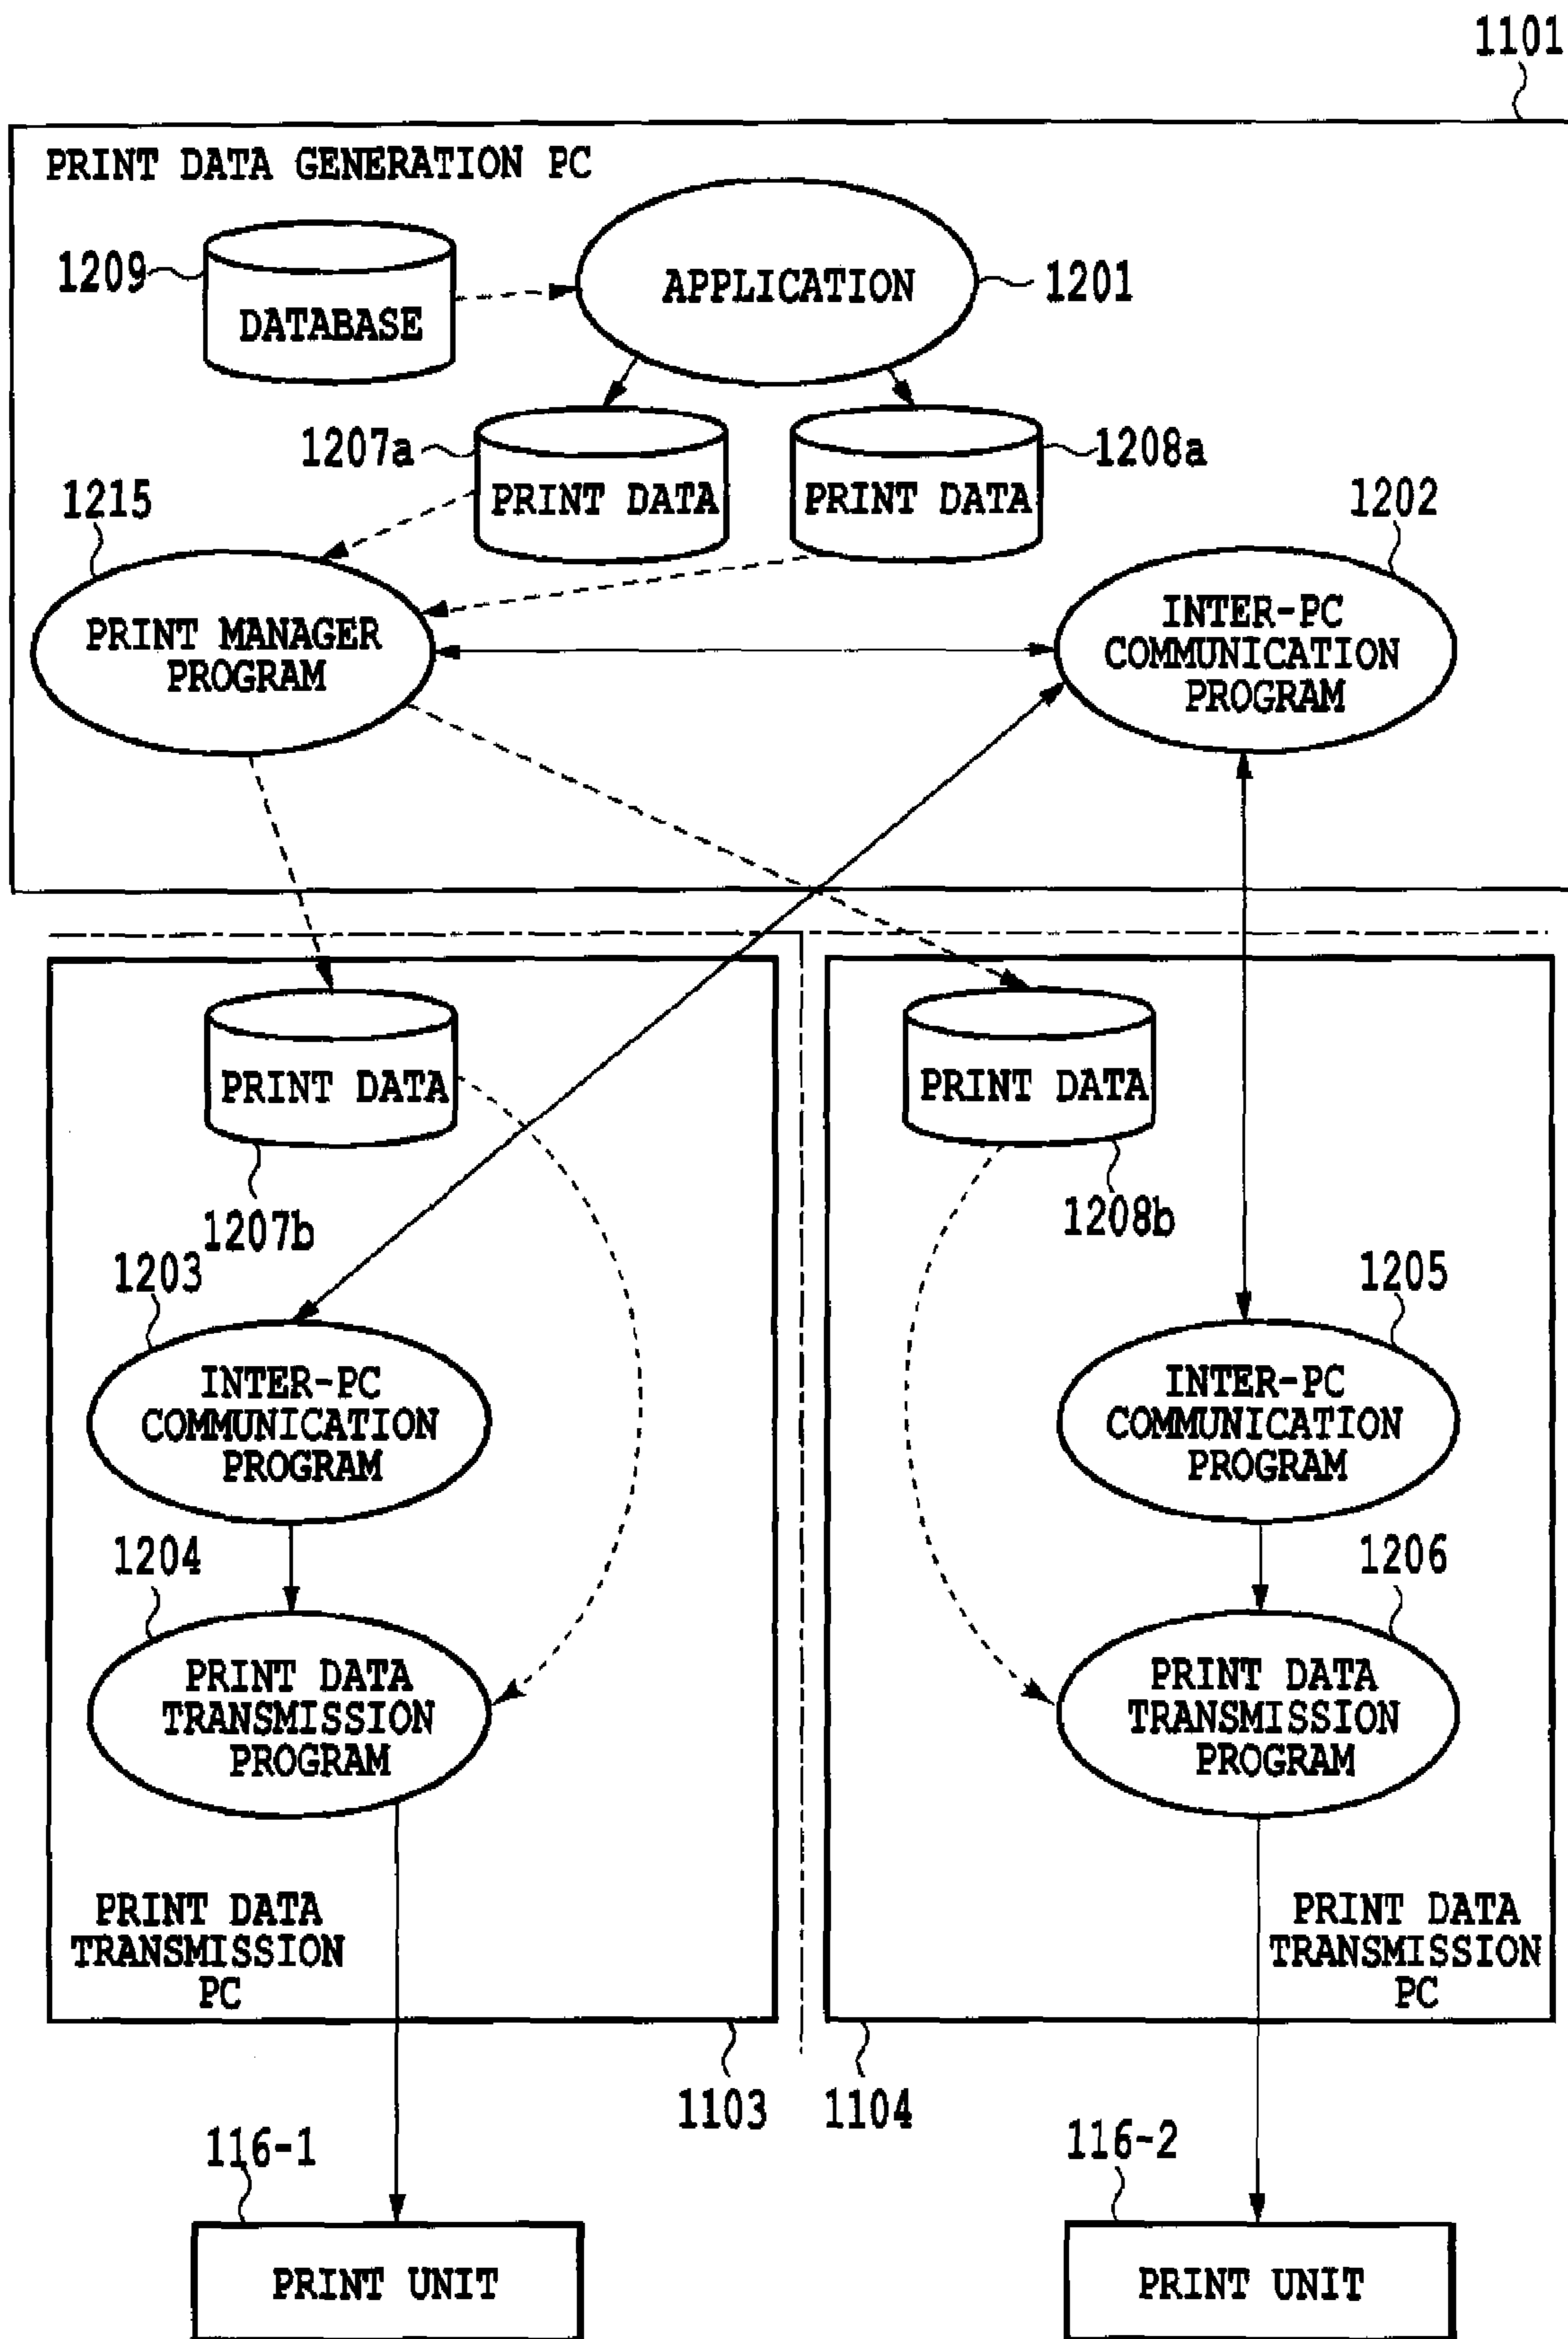 1101
PRINT DATA GENERATION PC
1209
DATABASE
APPLICATION
1201
1207a
PRINT DATA
PRINT DATA
1208a
1215
PRINT MANAGER
PROGRAM
1202
INTER-PC
COMMUNICATION
PROGRAM
PRINT DATA
1207b
PRINT DATA
1208b
1203
INTER-PC
COMMUNICATION
PROGRAM
1205
INTER-PC
COMMUNICATION
PROGRAM
1204
PRINT DATA
TRANSMISSION
PROGRAM
1206
PRINT DATA
TRANSMISSION
PROGRAM
PRINT DATA
TRANSMISSION
PC
PRINT DATA
TRANSMISSION
PC
1103
1104
116-1
PRINT UNIT
116-2
PRINT UNIT